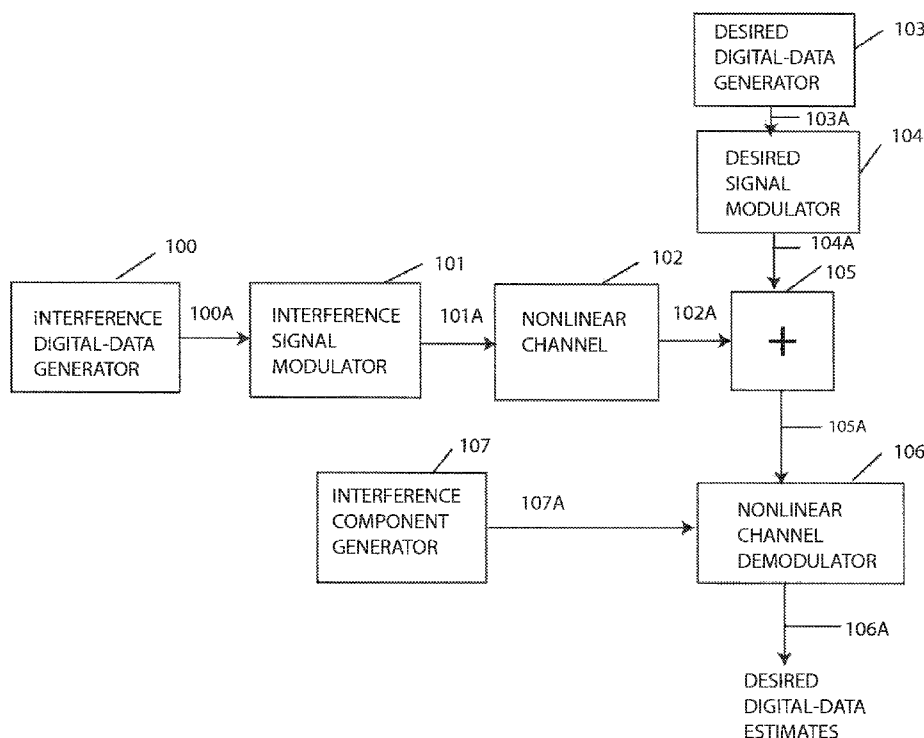 103
DESIRED
DIGITAL-DATA
GENERATOR
103A
104
DESIRED
SIGNAL
MODULATOR
104A
100
101
102
105
iNTERFERENCE
DIGITAL-DATA
GENERATOR
100A
INTERFERENCE
SIGNAL
MODULATOR
101A
NONLINEAR
CHANNEL
102A
+
105A
107
106
INTERFERENCE
COMPONENT
GENERATOR
107A
NONLINEAR
CHANNEL
DEMODULATOR
106A
DESIRED
DIGITAL-DATA
ESTIMATES